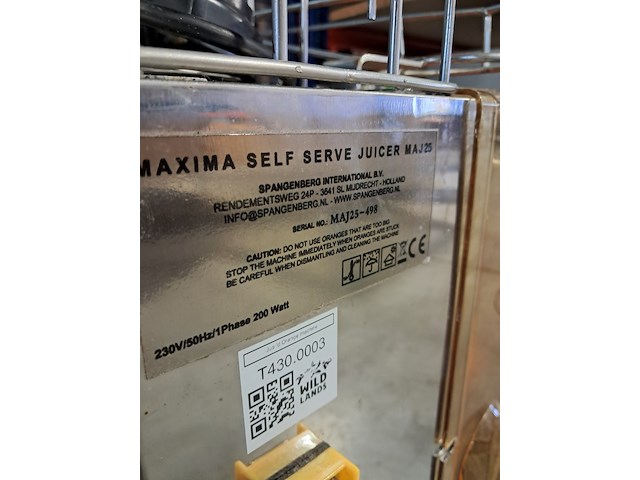 MAXIMA SELF SERVE JUICER MAJ25
SPANGENBERG INTERNATIONAL B.V.
RENDEMENTSWEG 24P - 3641 SL MIJDRECHT - HOLLAND
INFO@SPANGENBERG.NL - WWW.SPANGENBERG.NL
SERIAL NO.: MAJ25-498
CAUTION: DO NOT USE ORANGES THAT ARE TOO BIG
STOP THE MACHINE IMMEDIATELY WHEN ORANGES ARE STUCK
BE CAREFUL WHEN DISMANTLING AND CLEANING THE MACHINE
CE
230V/50Hz/1Phase 200 Watt
T430.0003
WILD
LANDS